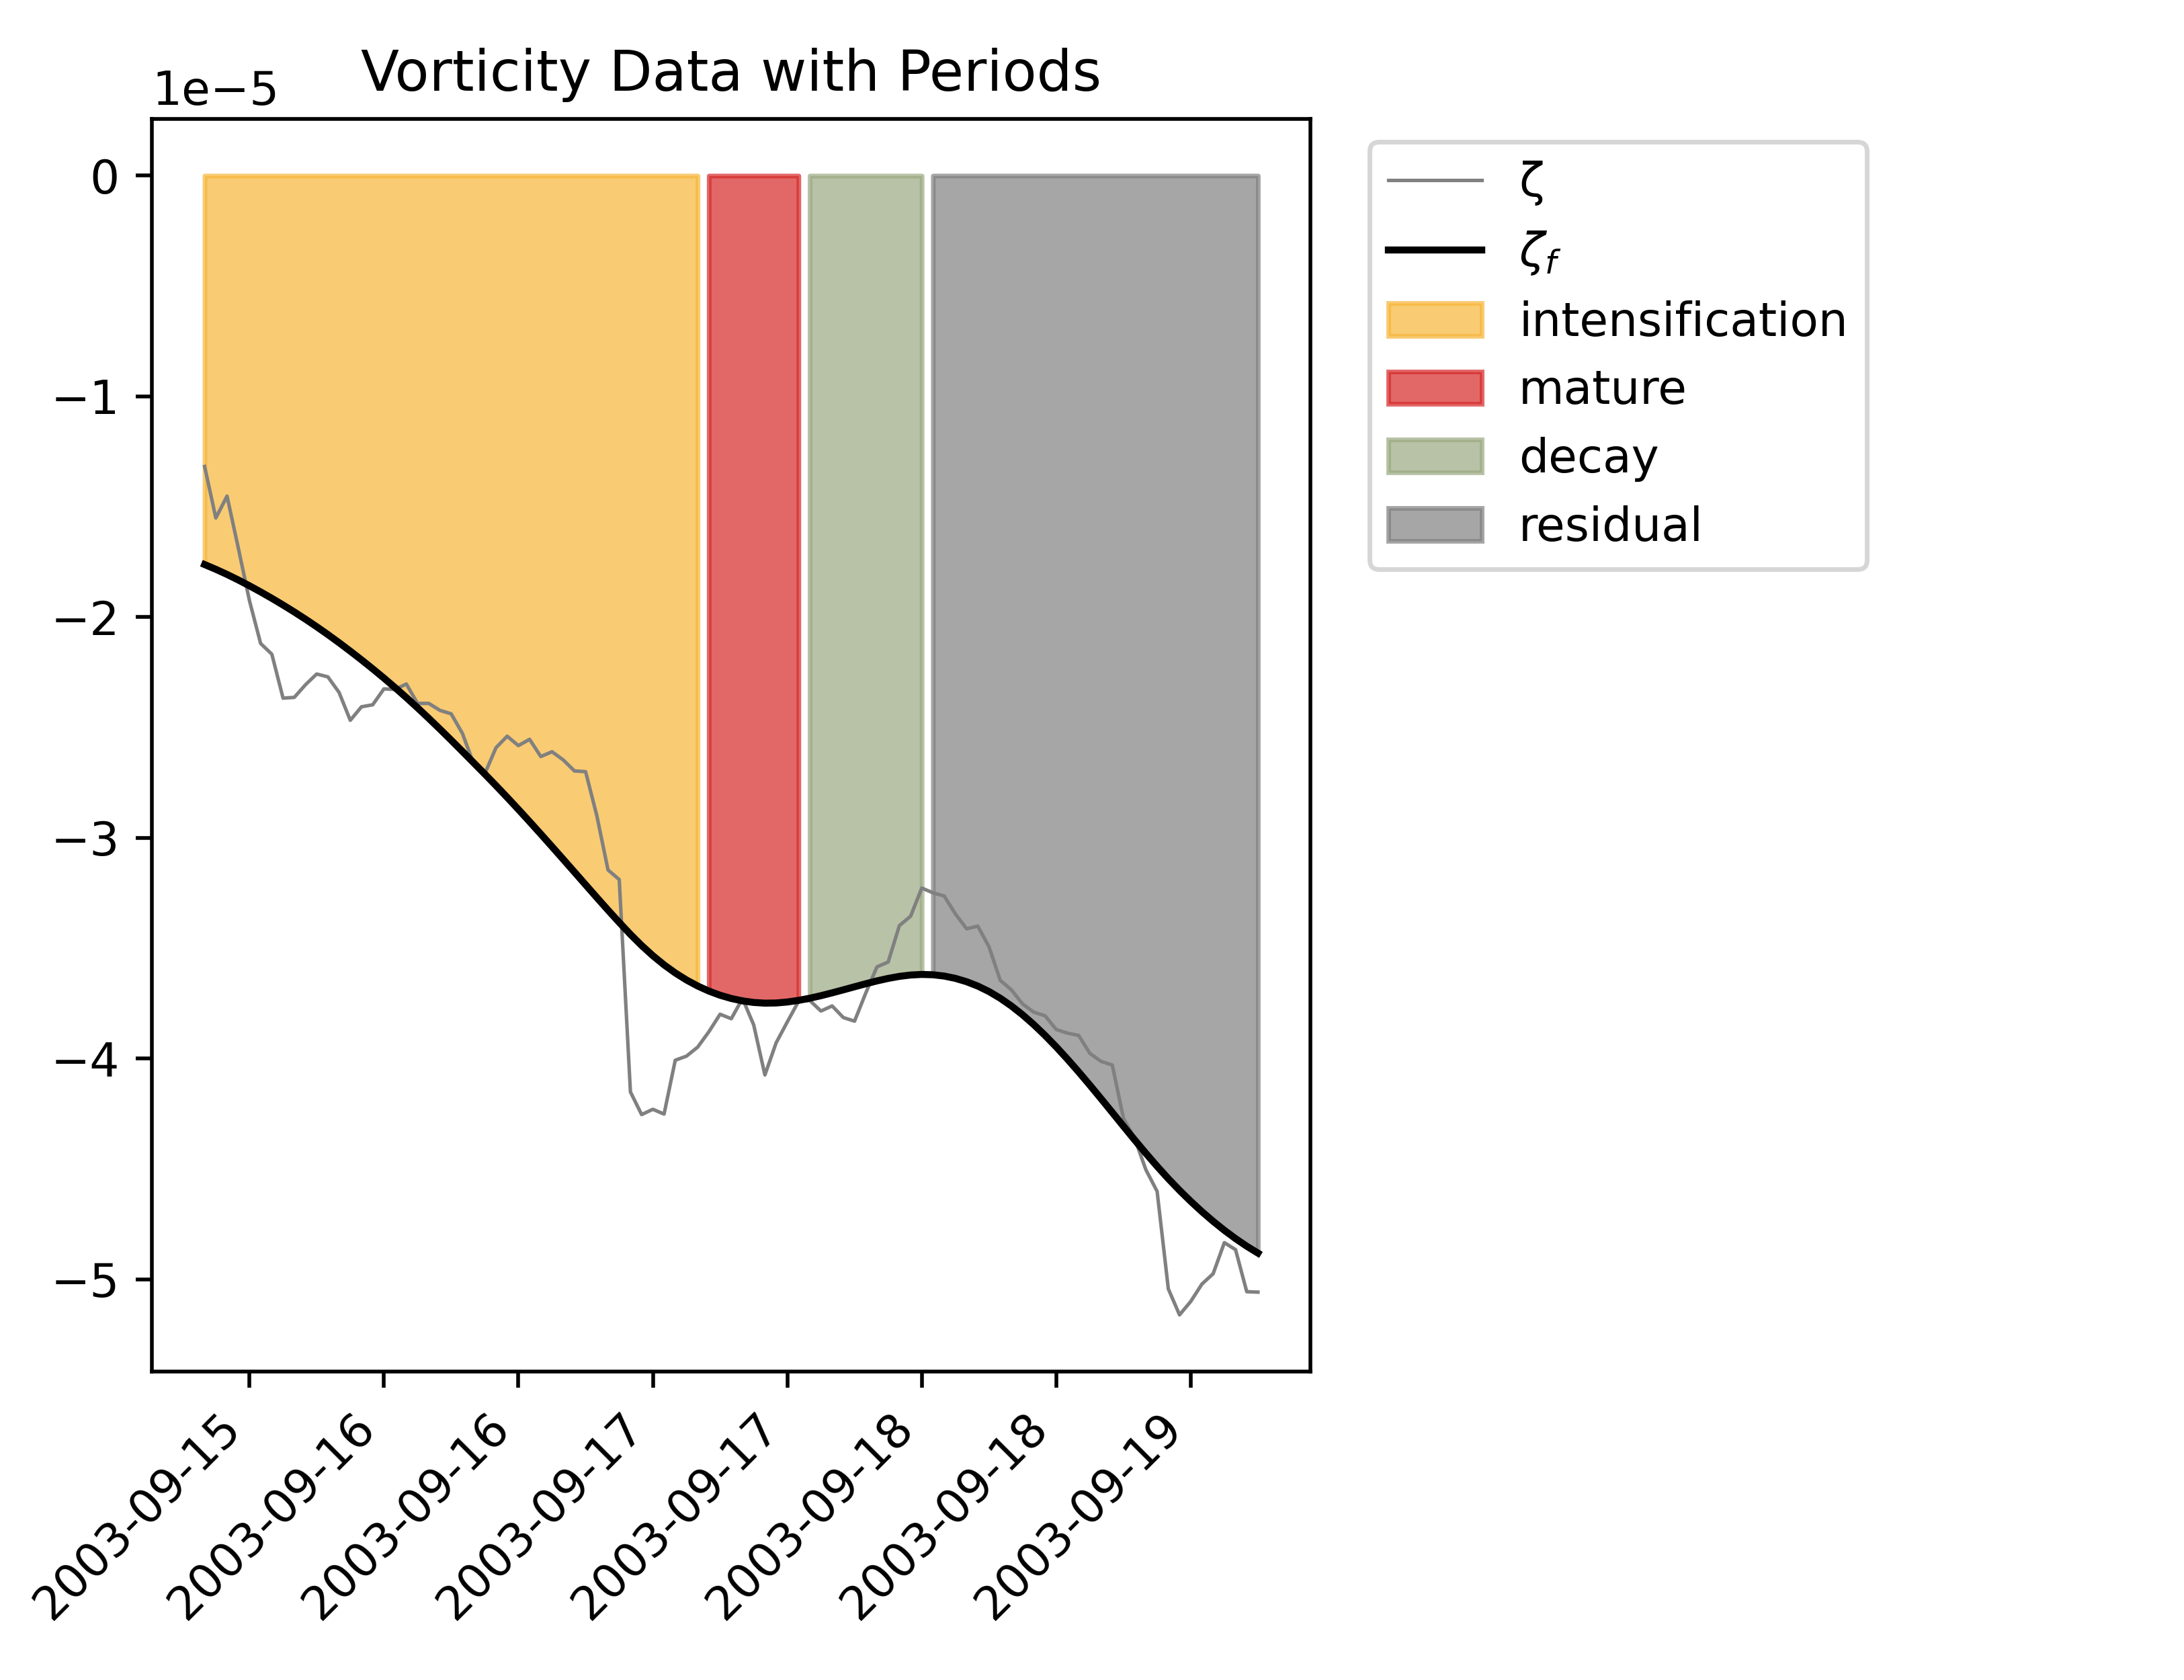 Vorticity Data with Periods
1e−5
0
−1
−2
−3
−4
−5
2003-09-15
2003-09-16
2003-09-16
2003-09-17
2003-09-17
2003-09-18
2003-09-18
2003-09-19
ζ
ζf
intensification
mature
decay
residual